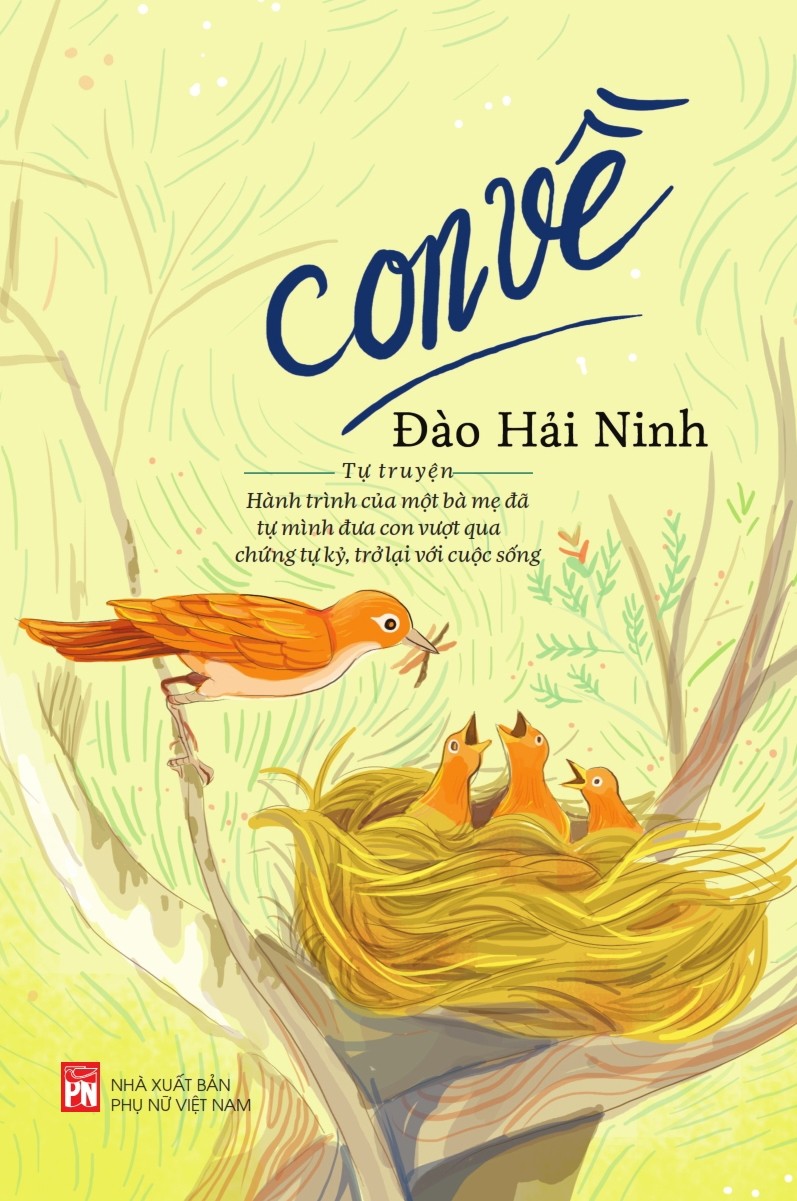 con về
Đào Hải Ninh
Tự truyện
Hành trình của một bà mẹ đã
tự mình đưa con vượt qua
chứng tự kỷ, trở lại với cuộc sống
PN
NHÀ XUẤT BẢN
PHỤ NỮ VIỆT NAM